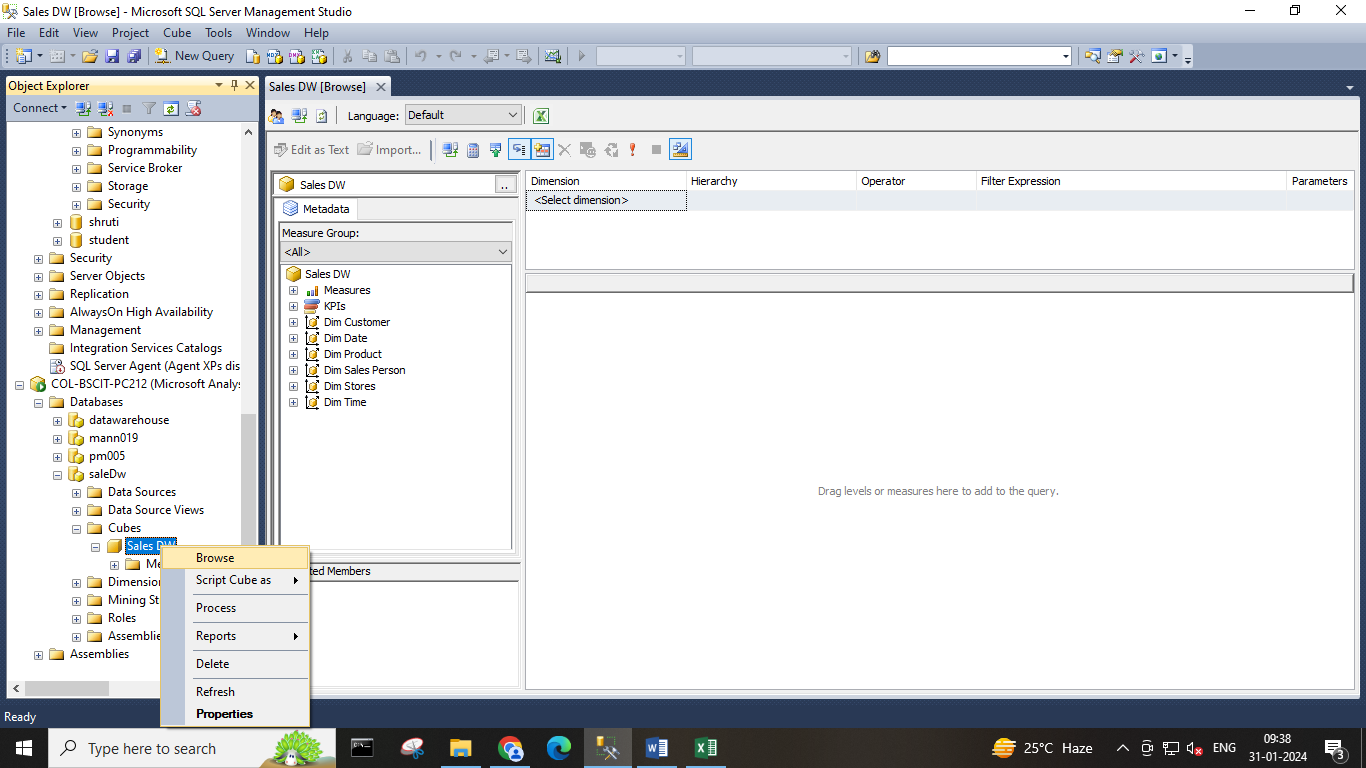 Sales DW [Browse] - Microsoft SQL Server Management Studio
File Edit View Project Cube Tools Window Help
New Query
Object Explorer
Connect
Synonyms
Programmability
Service Broker
Storage
Security
shruti
student
Security
Server Objects
Replication
AlwaysOn High Availability
Management
Integration Services Catalogs
SQL Server Agent (Agent XPs dis
COL-BSCIT-PC212 (Microsoft Analys
Databases
datawarehouse
mann019
pm005
saleDw
Data Sources
Data Source Views
Cubes
Sales DW
Me
Dimension
Mining St
Roles
Assemblie
Assemblies
Browse
Script Cube as
Process
Reports
Delete
Refresh
Properties
Sales DW [Browse]
Language: Default
Edit as Text Import...
Sales DW ..
Metadata
Measure Group:
<All>
Sales DW
Measures
KPIs
Dim Customer
Dim Date
Dim Product
Dim Sales Person
Dim Stores
Dim Time
ted Members
Dimension Hierarchy Operator Filter Expression Parameters
<Select dimension>
Drag levels or measures here to add to the query.
Ready
Type here to search
25°C Haze
ENG
09:38
31-01-2024
3